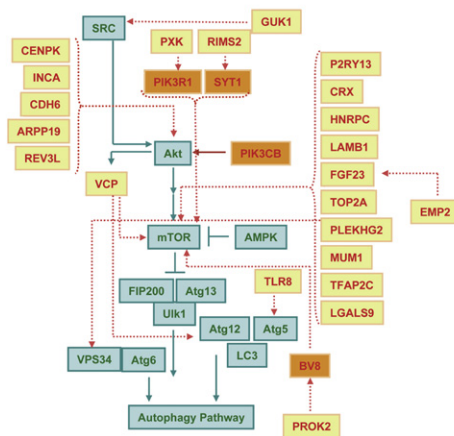 GUK1
SRC
CENPK
INCA
CDH6
ARPP19
REV3L
PXK
RIMS2
PIK3R1
SYT1
P2RY13
CRX
HNRPC
LAMB1
FGF23
TOP2A
PLEKHG2
MUM1
TFAP2C
LGALS9
EMP2
Akt
PIK3CB
VCP
mTOR
AMPK
FIP200
Atg13
Ulk1
TLR8
Atg12
Atg5
LC3
VPS34
Atg6
BV8
PROK2
Autophagy Pathway